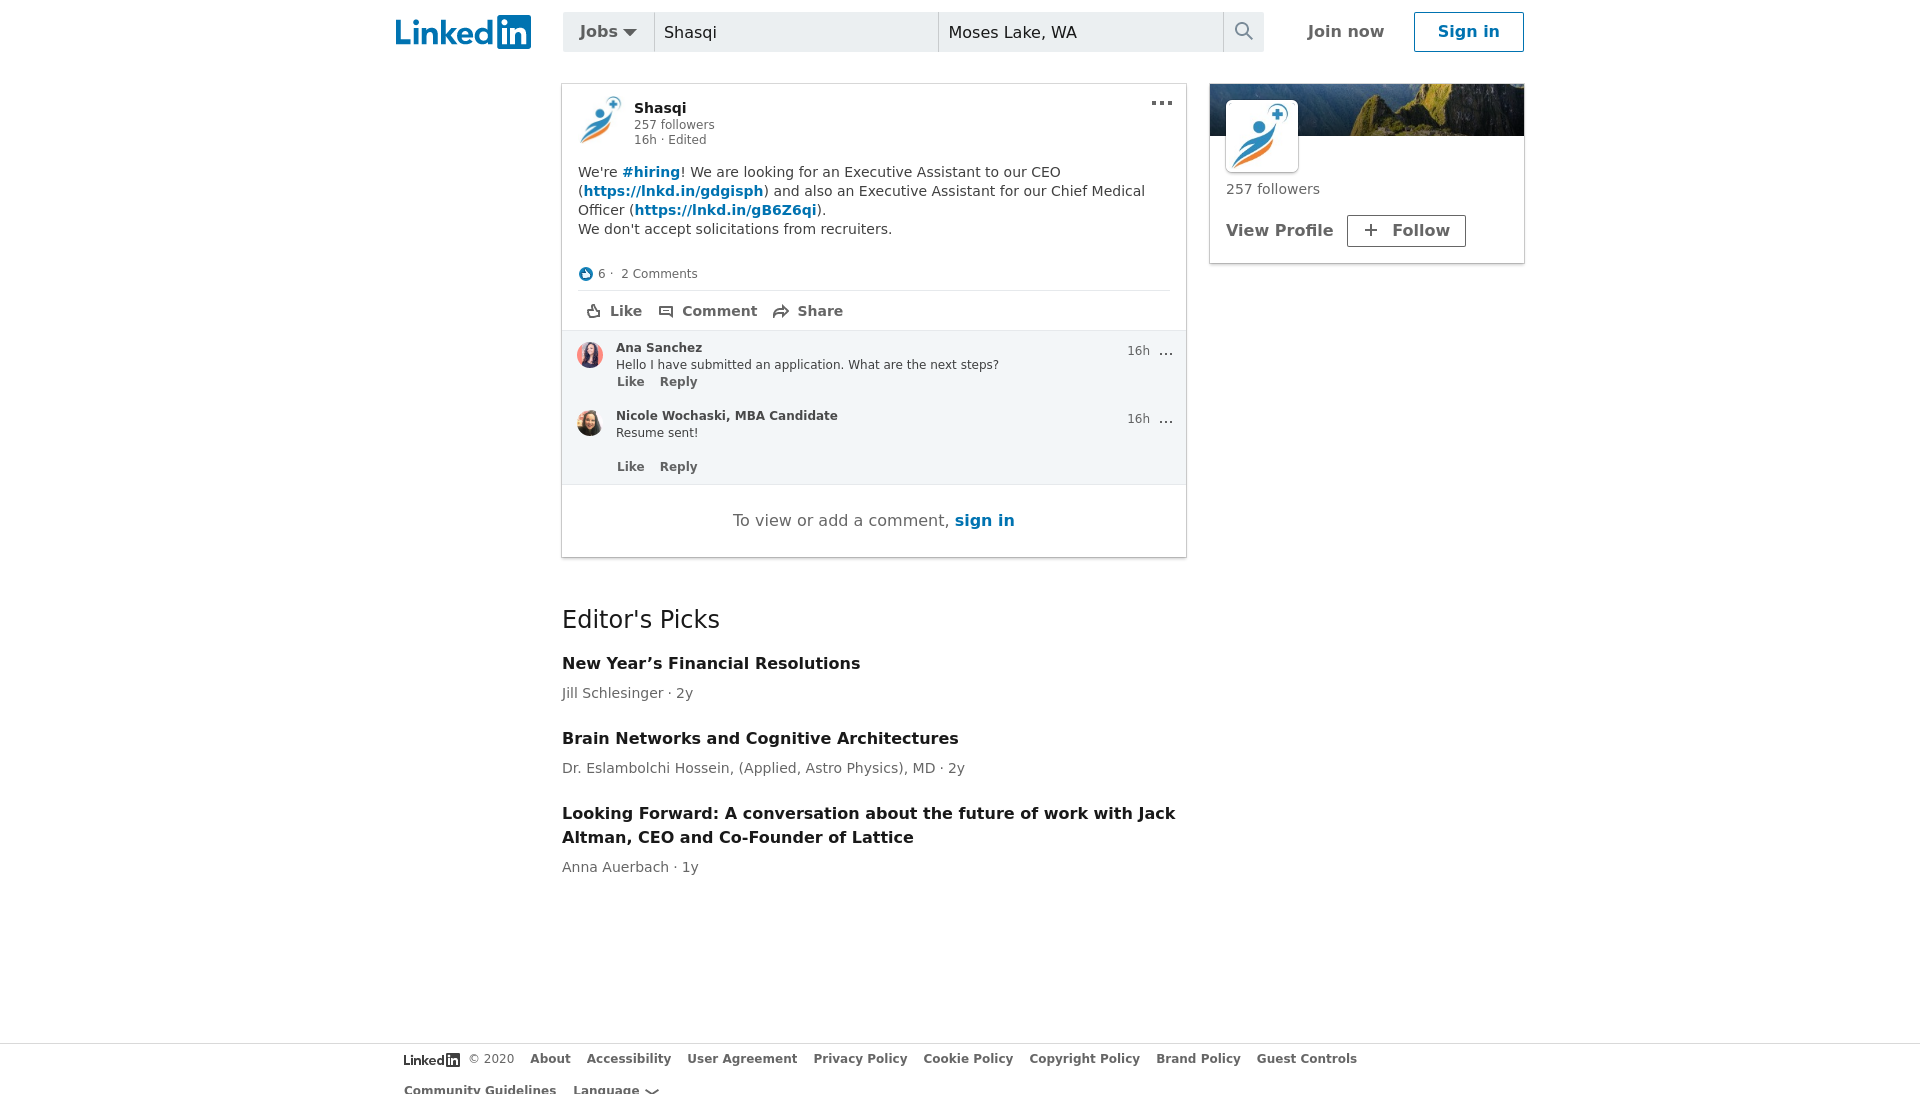 Linked in
Jobs
Shasqi
Moses Lake, WA
Join now
Sign in
Shasqi
257 followers
16h · Edited
We're #hiring! We are looking for an Executive Assistant to our CEO
(https://lnkd.in/gdgisph) and also an Executive Assistant for our Chief Medical
Officer (https://lnkd.in/gB6Z6qi).
We don't accept solicitations from recruiters.
6 · 2 Comments
Like Comment Share
Ana Sanchez
16h
Hello I have submitted an application. What are the next steps?
Like Reply
Nicole Wochaski, MBA Candidate
16h
Resume sent!
Like Reply
To view or add a comment, sign in
257 followers
View Profile
+ Follow
Editor's Picks
New Year’s Financial Resolutions
Jill Schlesinger · 2y
Brain Networks and Cognitive Architectures
Dr. Eslambolchi Hossein, (Applied, Astro Physics), MD · 2y
Looking Forward: A conversation about the future of work with Jack
Altman, CEO and Co-Founder of Lattice
Anna Auerbach · 1y
Linked in © 2020 About Accessibility User Agreement Privacy Policy Cookie Policy Copyright Policy Brand Policy Guest Controls
Community Guidelines Language